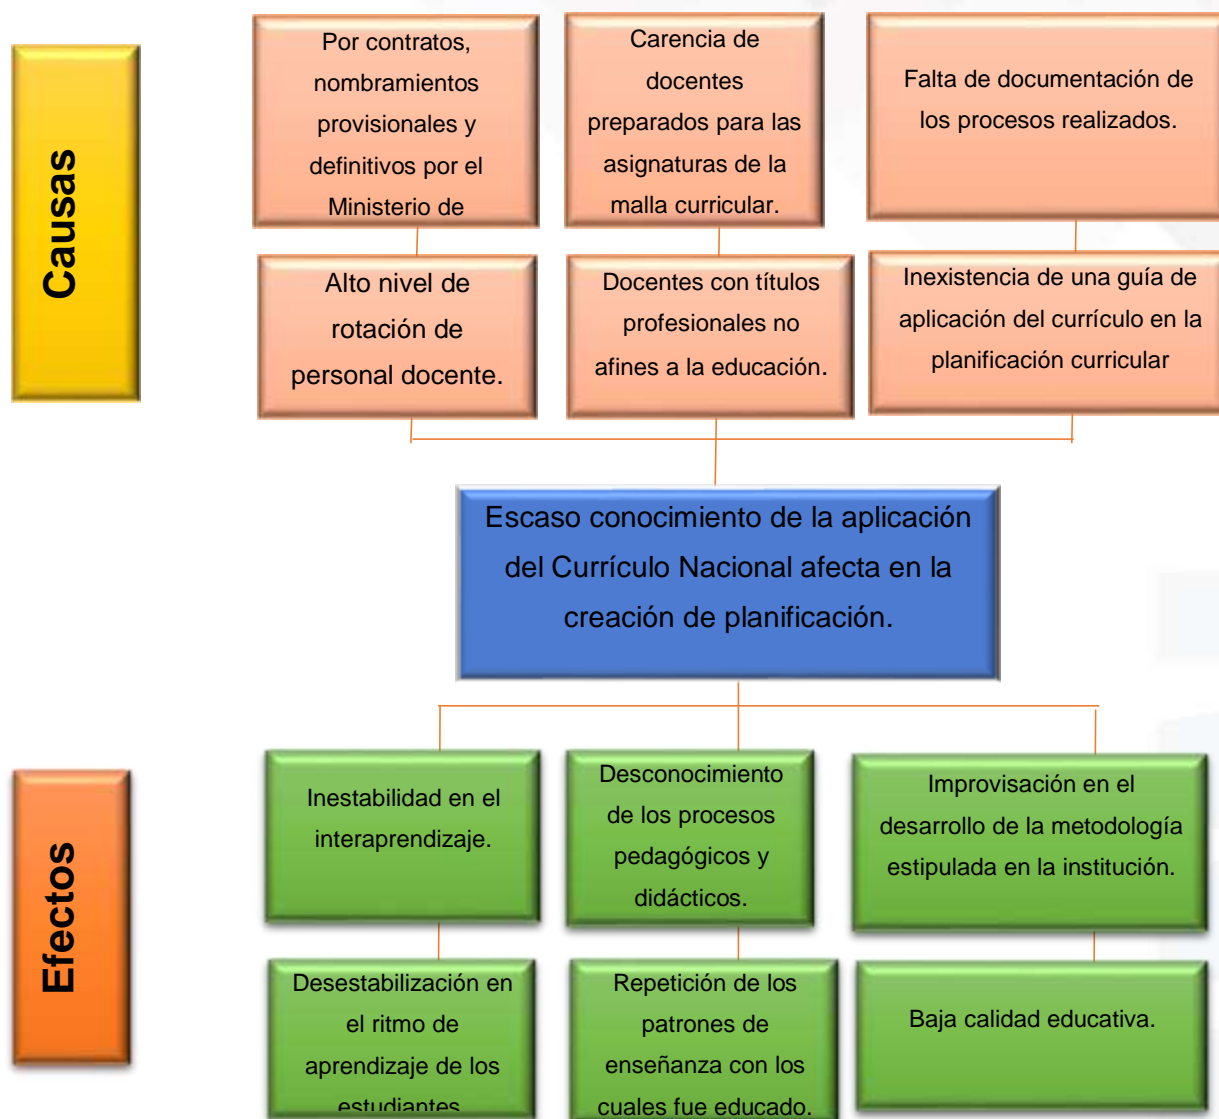 Causas
Por contratos,
nombramientos
provisionales y
definitivos por el
Ministerio de
Carencia de
docentes
preparados para las
asignaturas de la
malla curricular.
Falta de documentación de
los procesos realizados.
Alto nivel de
rotación de
personal docente.
Docentes con títulos
profesionales no
afines a la educación.
Inexistencia de una guía de
aplicación del currículo en la
planificación curricular
Escaso conocimiento de la aplicación
del Currículo Nacional afecta en la
creación de planificación.
Efectos
Inestabilidad en el
interaprendizaje.
Desconocimiento
de los procesos
pedagógicos y
didácticos.
Improvisación en el
desarrollo de la metodología
estipulada en la institución.
Desestabilización en
el ritmo de
aprendizaje de los
estudiantes
Repetición de los
patrones de
enseñanza con los
cuales fue educado.
Baja calidad educativa.